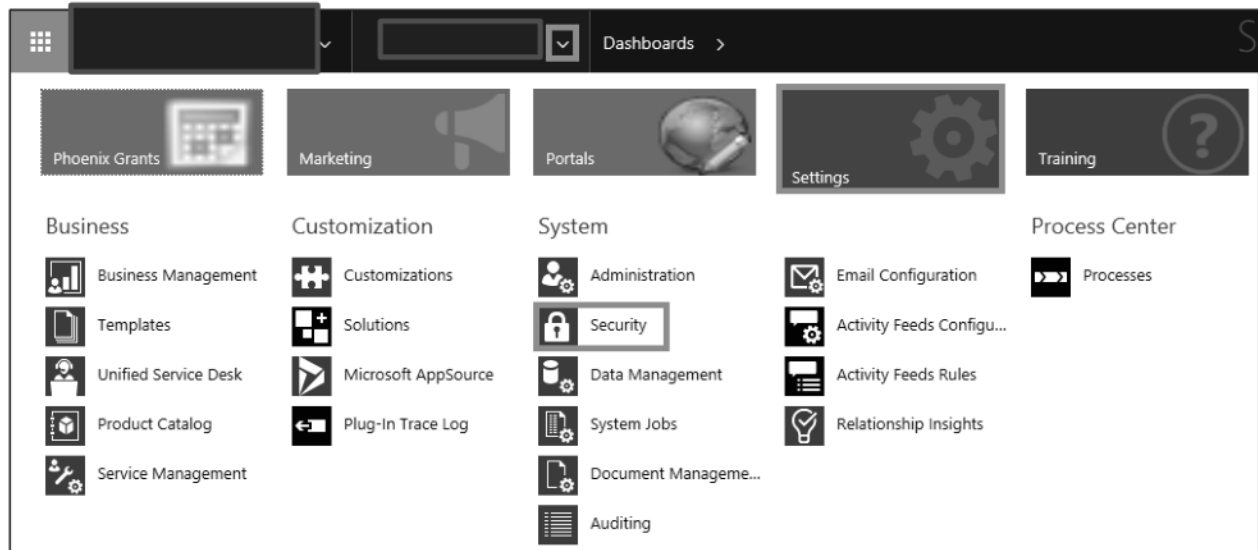 Dashboards
S
Phoenix Grants
Marketing
Portals
Settings
Training
Business
Business Management
Templates
Unified Service Desk
Product Catalog
Service Management
Customization
Customizations
Solutions
Microsoft AppSource
Plug-In Trace Log
System
Administration
Security
Data Management
System Jobs
Document Manageme...
Auditing
Email Configuration
Activity Feeds Configu...
Activity Feeds Rules
Relationship Insights
Process Center
Processes